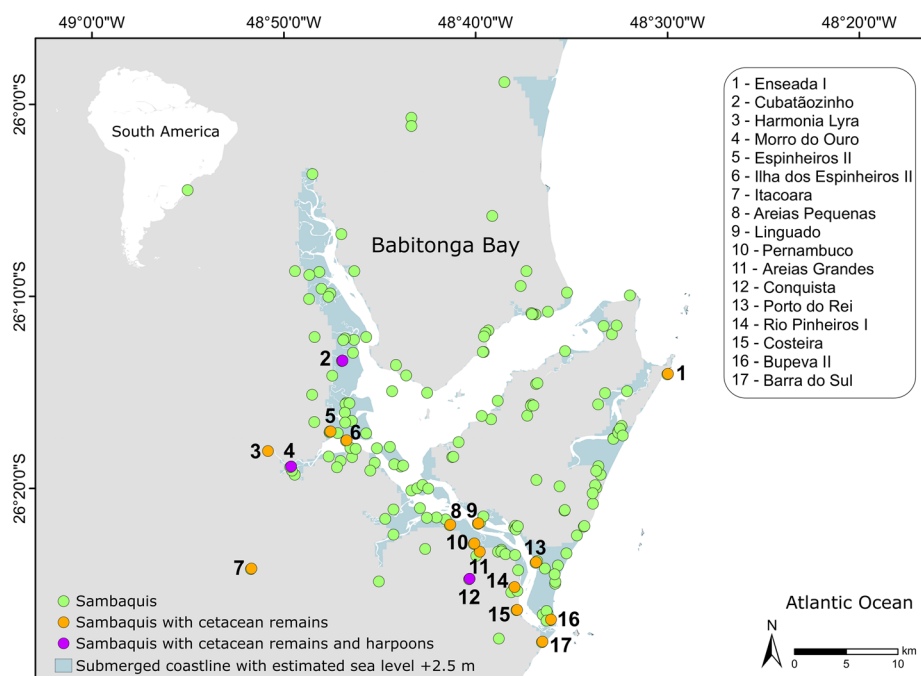 49°00'0"W 48°50'0"W 48°40'0"W 48°30'0"W 48°20'0"W
26°0'0"S
26°10'0"S
26°20'0"S
South America
Babitonga Bay
1 - Enseada I
2 - Cubatãozinho
3 - Harmonia Lyra
4 - Morro do Ouro
5 - Espinheiros II
6 - Ilha dos Espinheiros II
7 - Itacoara
8 - Areias Pequenas
9 - Linguado
10 - Pernambuco
11 - Areias Grandes
12 - Conquista
13 - Porto do Rei
14 - Rio Pinheiros I
15 - Costeira
16 - Bupeva II
17 - Barra do Sul
2
1
5
6
3 4
8 9
10
11
13
7
12
14
15
16
17
Sambaquis
Sambaquis with cetacean remains
Sambaquis with cetacean remains and harpoons
Submerged coastline with estimated sea level +2.5 m
Atlantic Ocean
N
km
0 5 10